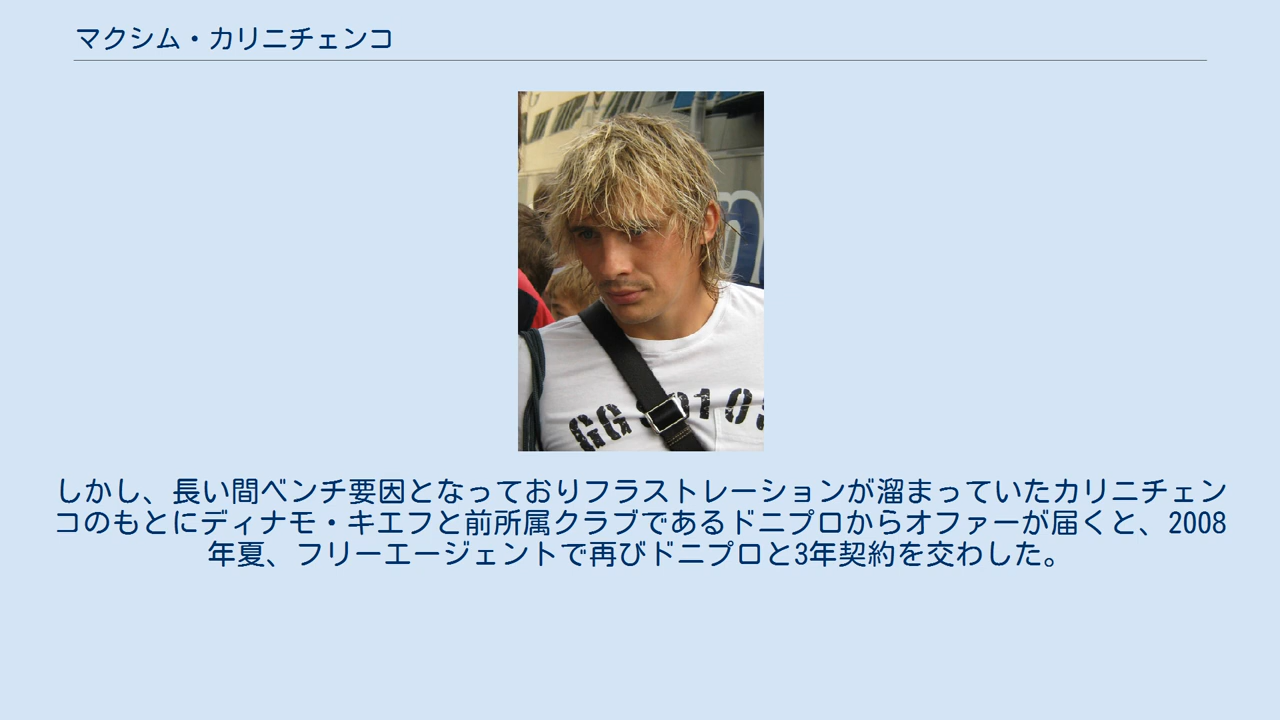 マクシム・カリニチェンコ
GG
しかし、長い間ベンチ要因となっておりフラストレーションが溜まっていたカリニチェン
コのもとにディナモ・キエフと前所属クラブであるドニプロからオファーが届くと、2008
年夏、フリーエージェントで再びドニプロと3年契約を交わした。